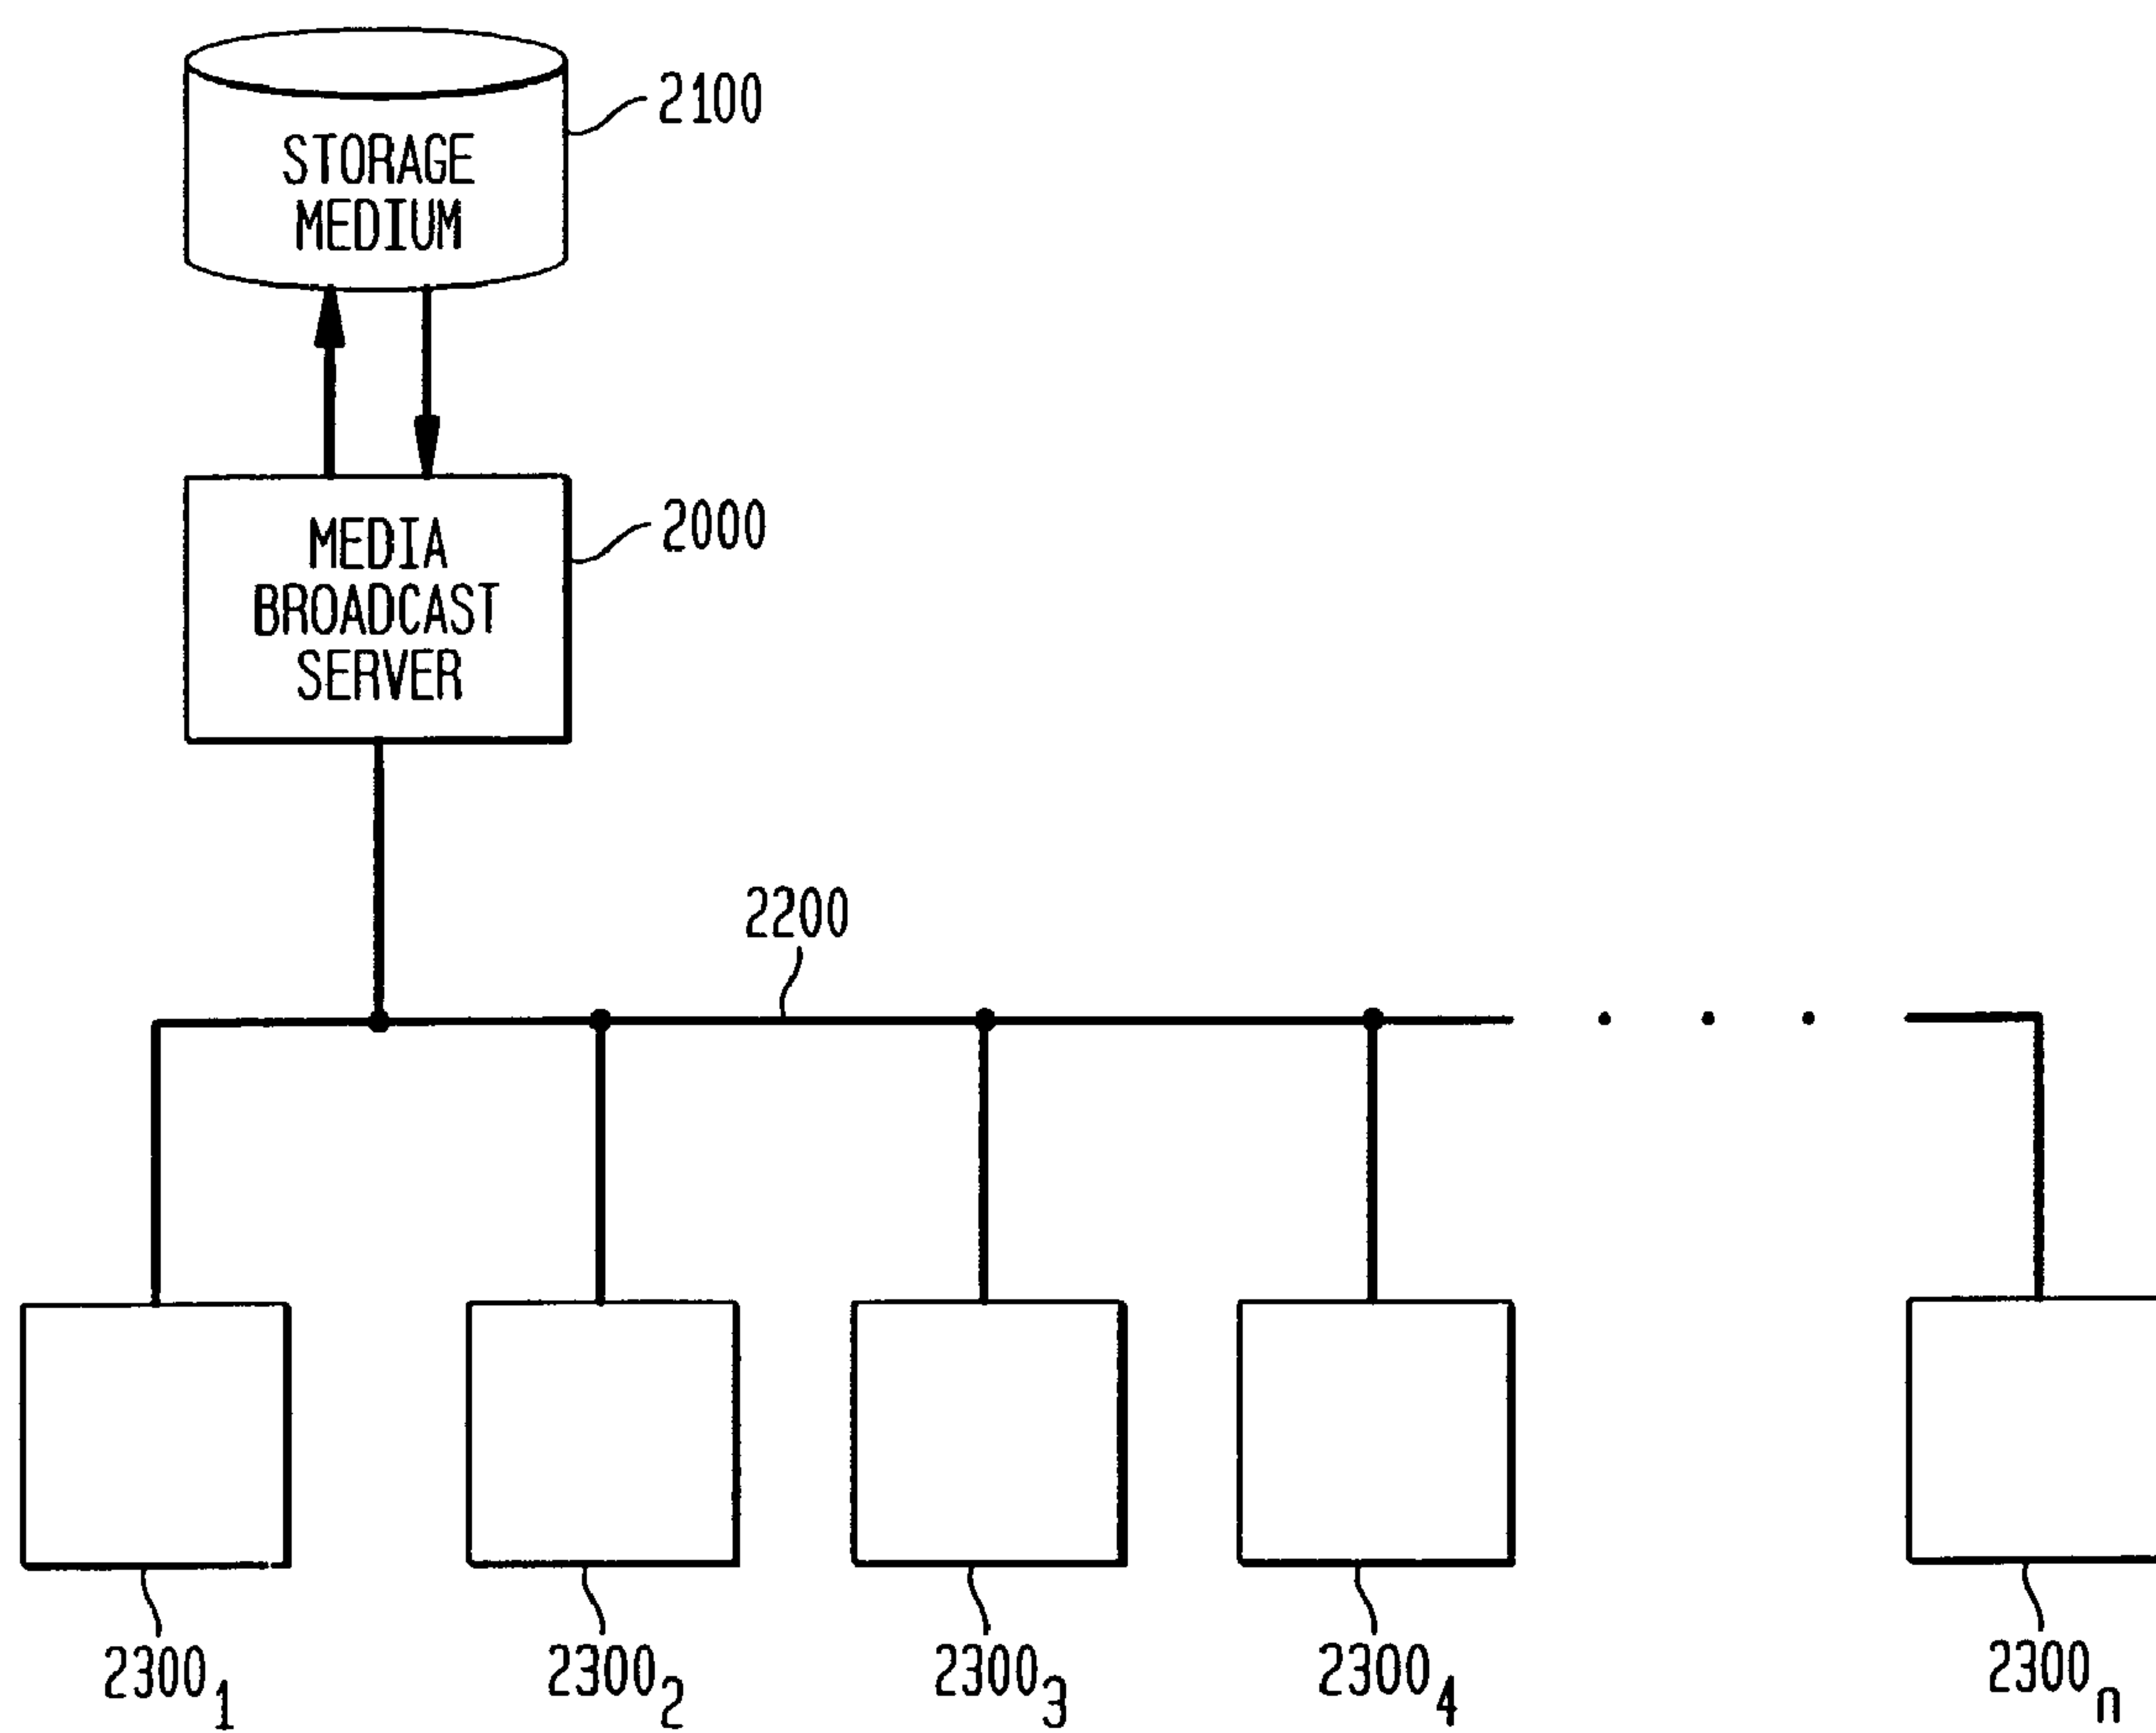 2100
STORAGE
MEDIUM
2000
MEDIA
BROADCAST
SERVER
2200
2300₁ 2300₂ 2300₃ 2300₄ 2300ₙ